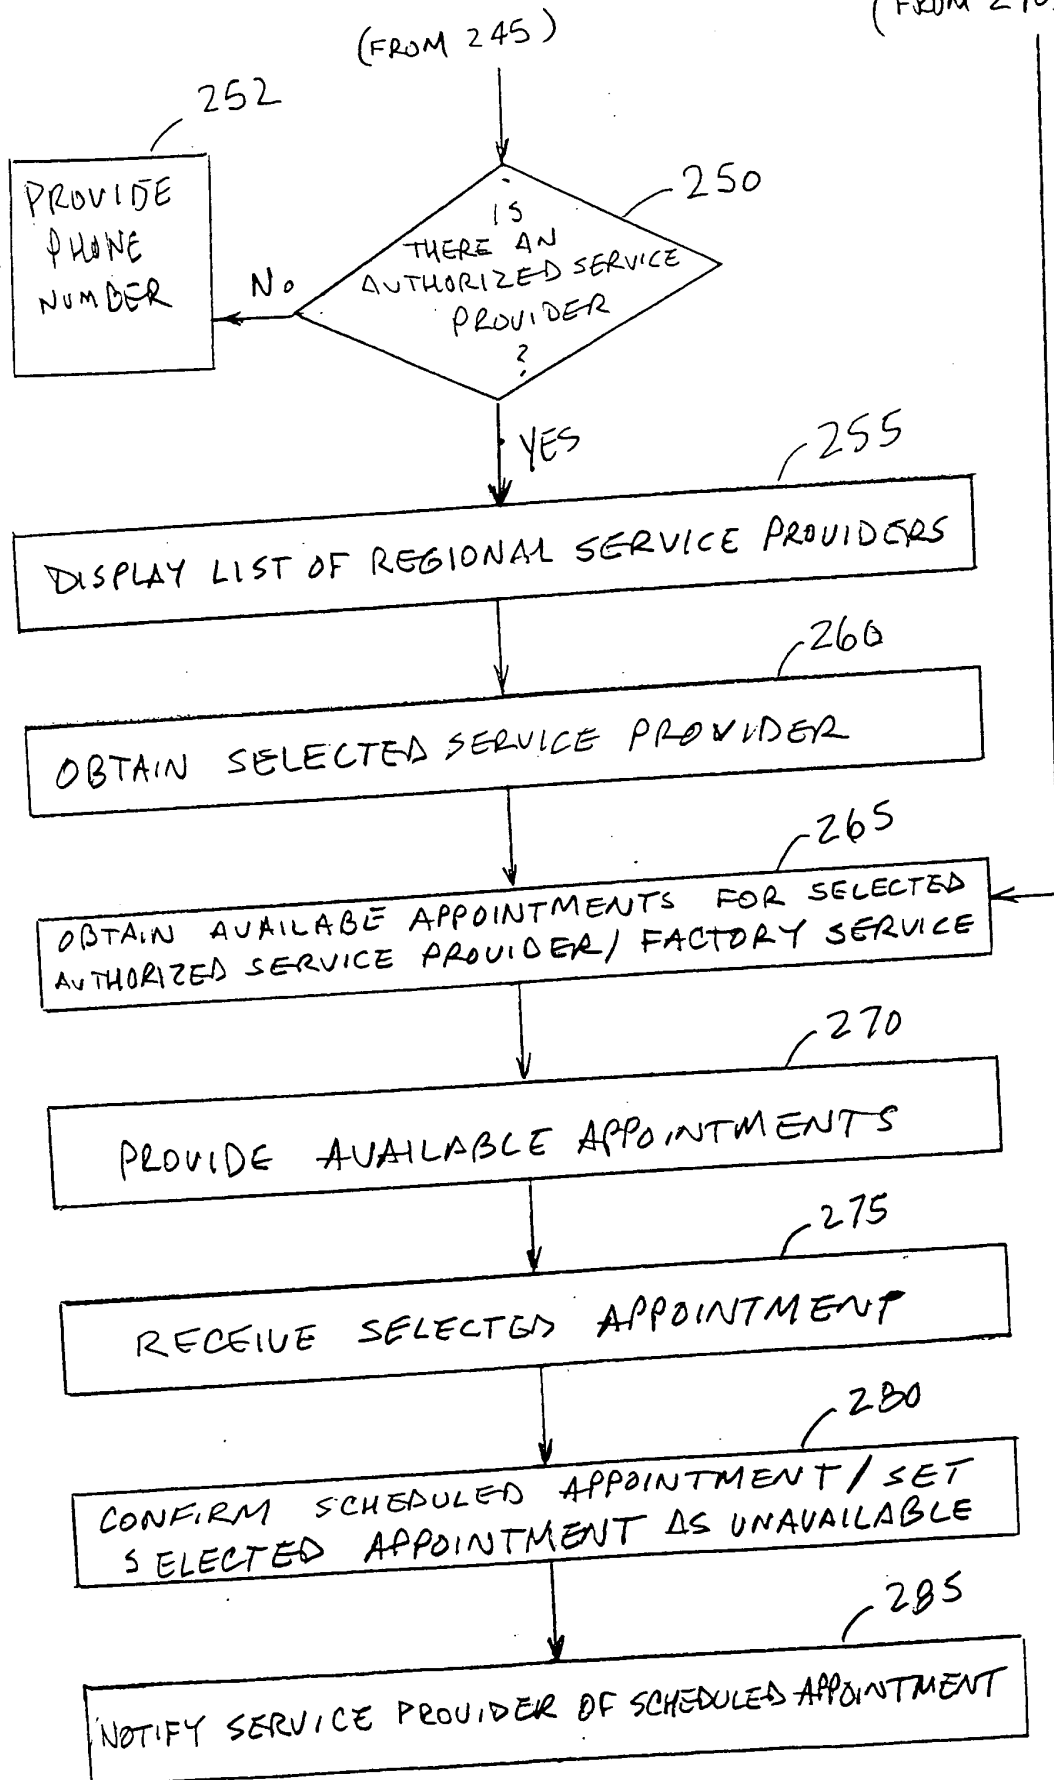 (FROM 245)
(FROM 2
252
PROVIDE
PHONE
NUMBER
No
250
IS
THERE AN
AUTHORIZED SERVICE
PROVIDER
?
YES
255
DISPLAY LIST OF REGIONAL SERVICE PROVIDERS
260
OBTAIN SELECTED SERVICE PROVIDER
265
OBTAIN AVAILABLE APPOINTMENTS FOR SELECTED
AUTHORIZED SERVICE PROVIDER/ FACTORY SERVICE
270
PROVIDE AVAILABLE APPOINTMENTS
275
RECEIVE SELECTED APPOINTMENT
280
CONFIRM SCHEDULED APPOINTMENT/ SET
SELECTED APPOINTMENT AS UNAVAILABLE
285
NOTIFY SERVICE PROVIDER OF SCHEDULED APPOINTMENT